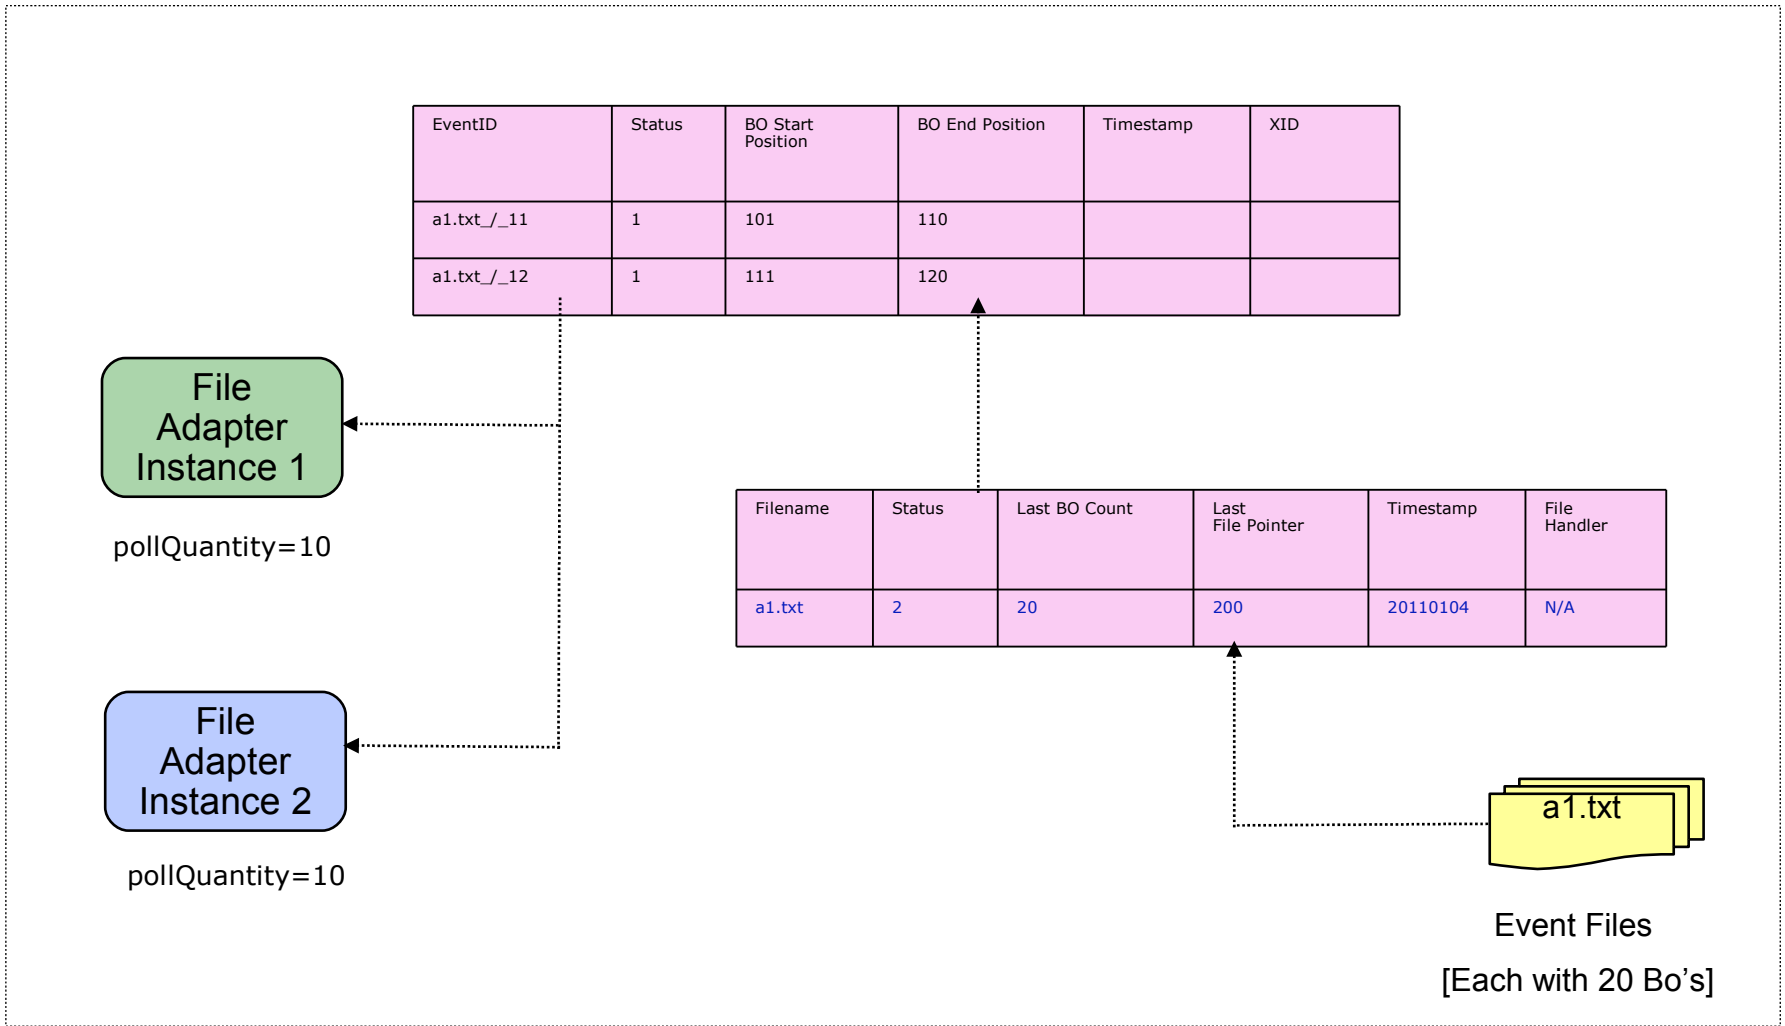 EventID Status BO Start BO End Position Timestamp XID
Position
a1.txt_/_11 1 101 110
a1.txt_/_12 1 111 120
File
Adapter
Instance 1
pollQuantity=10
Filename Status Last BO Count Last Timestamp File
File Pointer Handler
a1.txt 2 20 200 20110104 N/A
File
Adapter
Instance 2
pollQuantity=10
a1.txt
Event Files
[Each with 20 Bo’s]